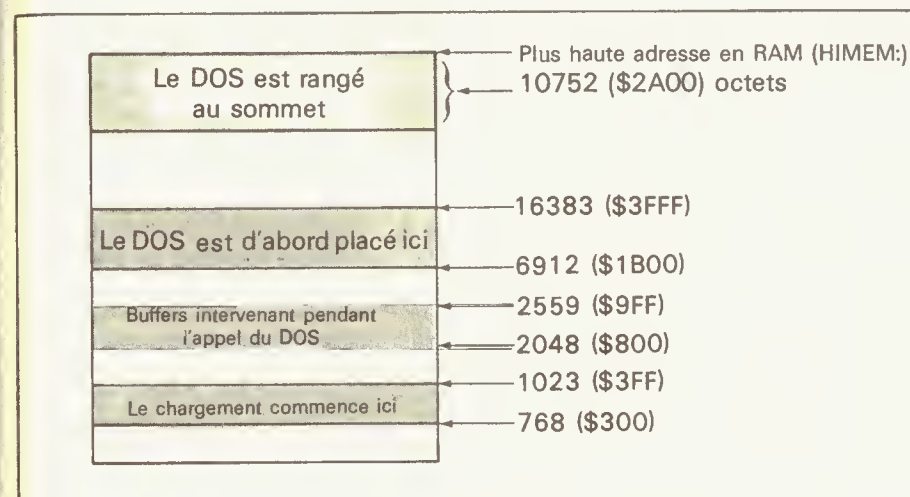 Plus haute adresse en RAM (HIMEM:)
Le DOS est rangé
au sommet
10752 ($2A00) octets
16383 ($3FFF)
Le DOS est d'abord placé ici
6912 ($1B00)
2559 ($9FF)
Buffers intervenant pendant
l'appel du DOS
2048 ($800)
1023 ($3FF)
Le chargement commence ici
768 ($300)